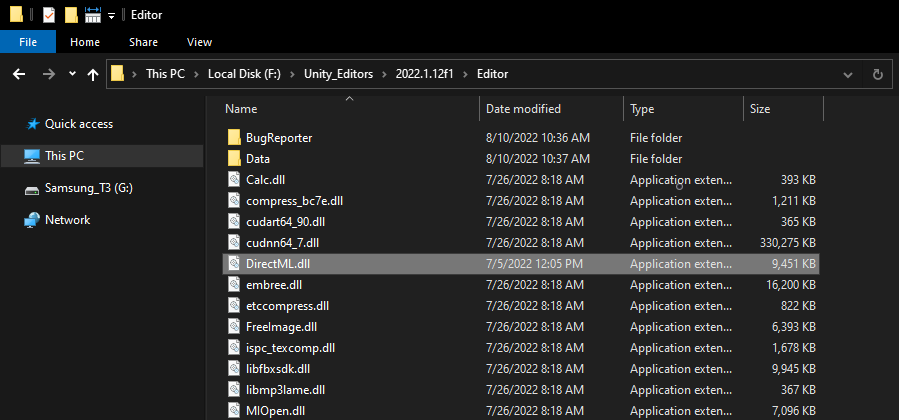 Editor
File Home Share View
This PC > Local Disk (F:) > Unity_Editors > 2022.1.12f1 > Editor
Name Date modified Type Size
Quick access
This PC
Samsung_T3 (G:)
Network
BugReporter 8/10/2022 10:36 AM File folder
Data 8/10/2022 10:37 AM File folder
Calc.dll 7/26/2022 8:18 AM Application exten... 393 KB
compress_bc7e.dll 7/26/2022 8:18 AM Application exten... 1,211 KB
cudart64_90.dll 7/26/2022 8:18 AM Application exten... 365 KB
cudnn64_7.dll 7/26/2022 8:18 AM Application exten... 330,275 KB
DirectML.dll 7/5/2022 12:05 PM Application exten... 9,451 KB
embree.dll 7/26/2022 8:18 AM Application exten... 16,200 KB
etccompress.dll 7/26/2022 8:18 AM Application exten... 822 KB
FreeImage.dll 7/26/2022 8:18 AM Application exten... 6,393 KB
ispc_texcomp.dll 7/26/2022 8:18 AM Application exten... 1,678 KB
libfbxsdk.dll 7/26/2022 8:18 AM Application exten... 9,945 KB
libmp3lame.dll 7/26/2022 8:18 AM Application exten... 367 KB
MIOpen.dll 7/26/2022 8:18 AM Application exten... 7,096 KB